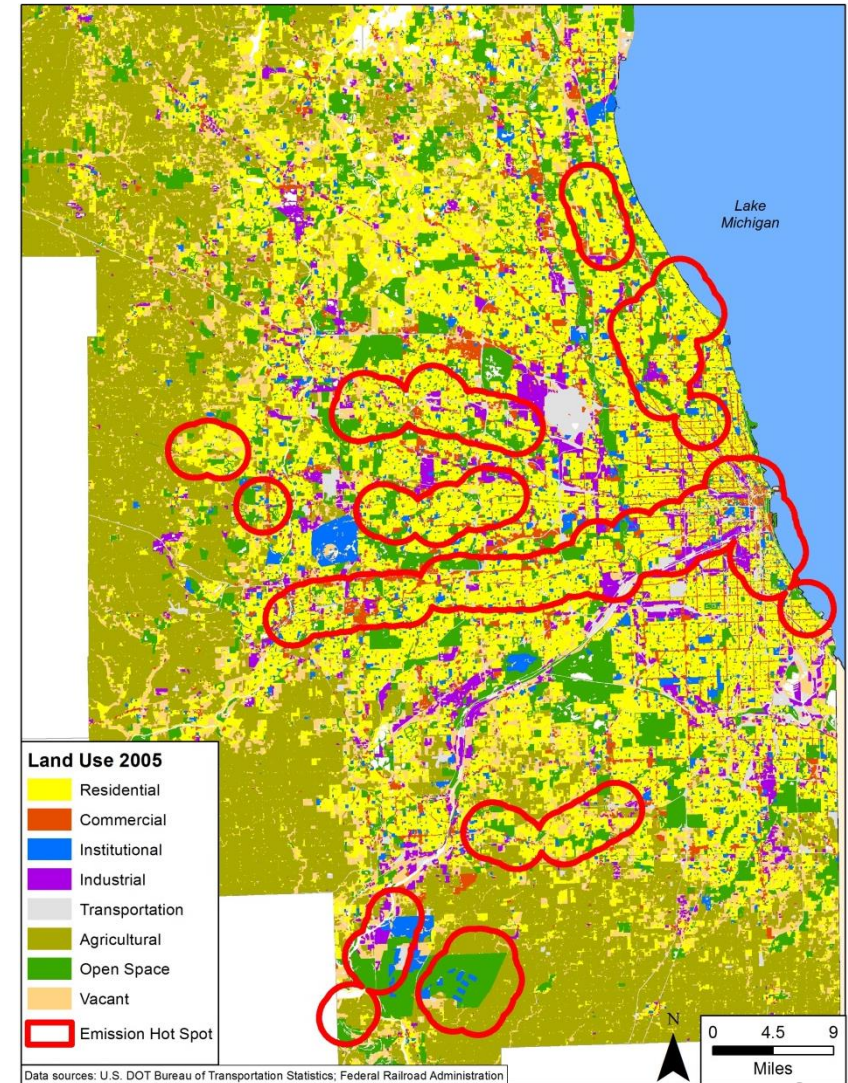 Lake
Michigan
Land Use 2005
Residential
Commercial
Institutional
Industrial
Transportation
Agricultural
Open Space
Vacant
Emission Hot Spot
N
0 4.5 9
Miles
Data sources: U.S. DOT Bureau of Transportation Statistics; Federal Railroad Administration